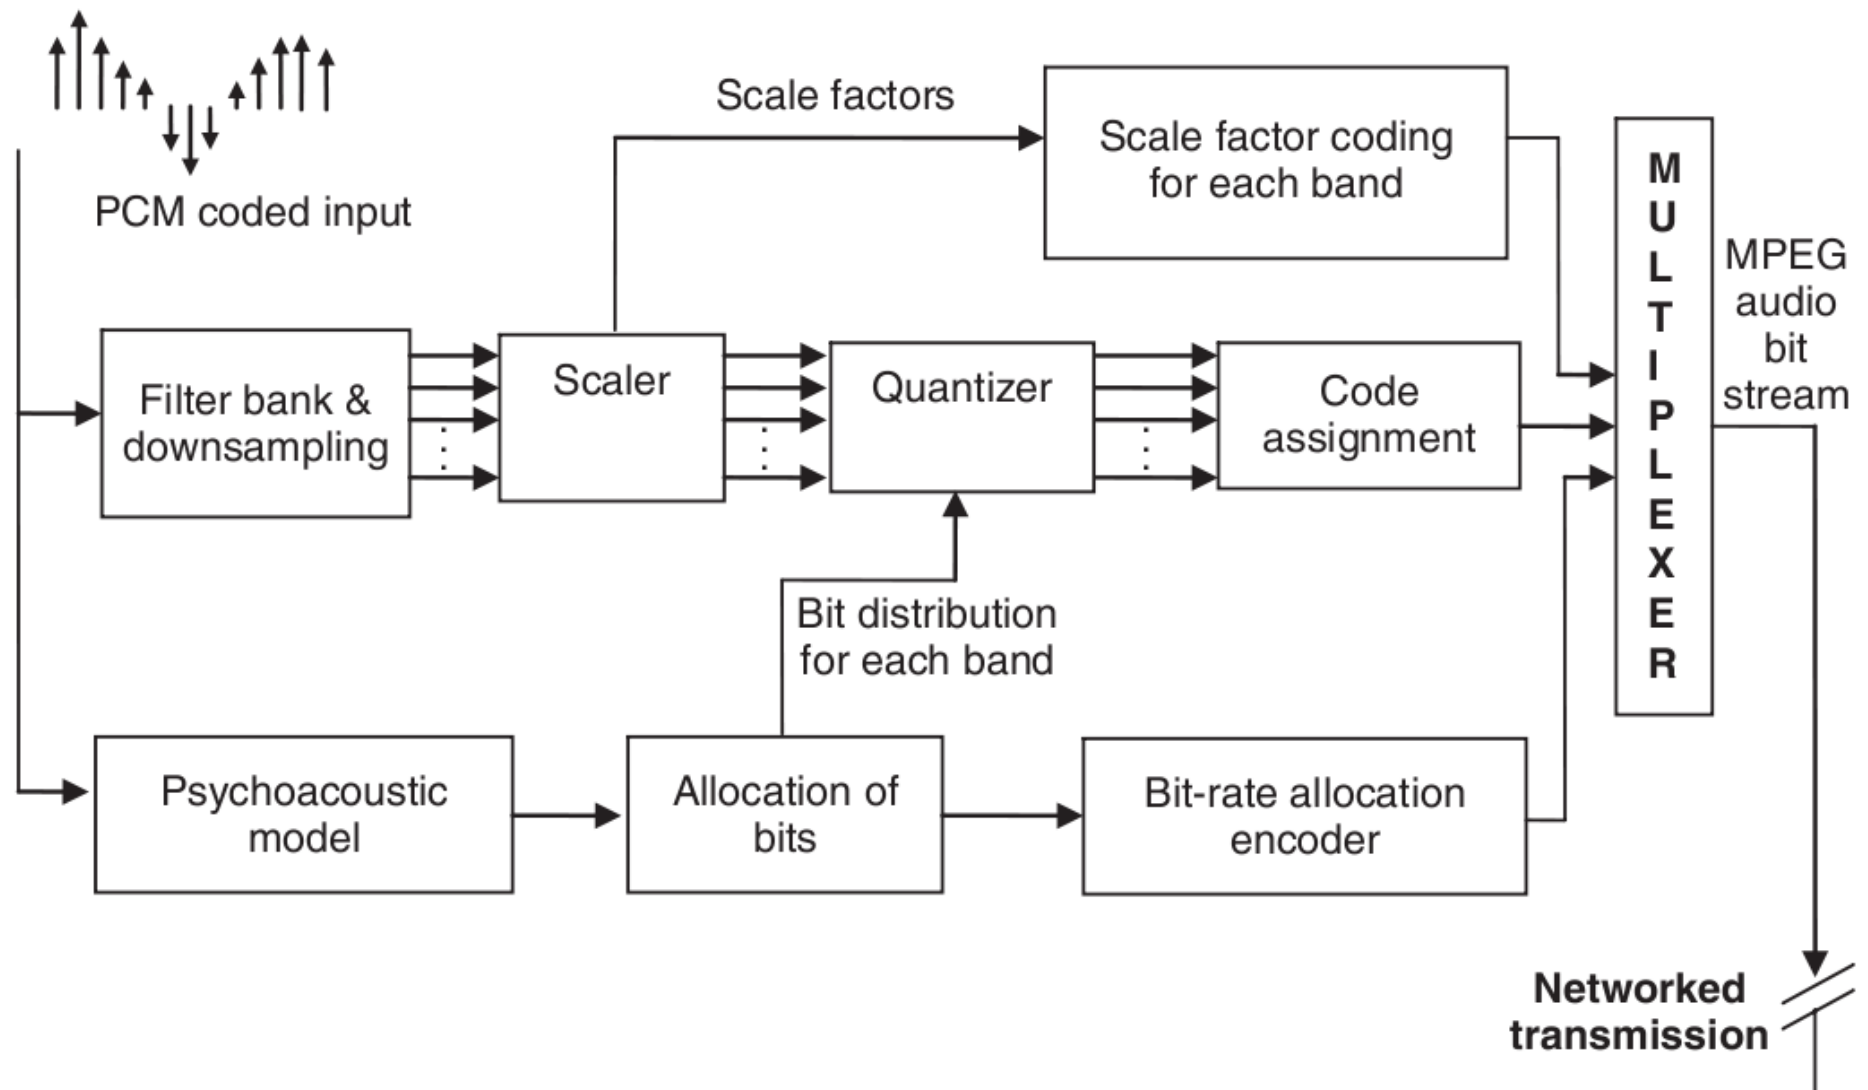 PCM coded input
Scale factors
Scale factor coding
for each band
Filter bank &
downsampling
Scaler
Quantizer
Code
assignment
MULTIPLEXER
MPEG
audio
bit
stream
Bit distribution
for each band
Psychoacoustic
model
Allocation of
bits
Bit-rate allocation
encoder
Networked
transmission